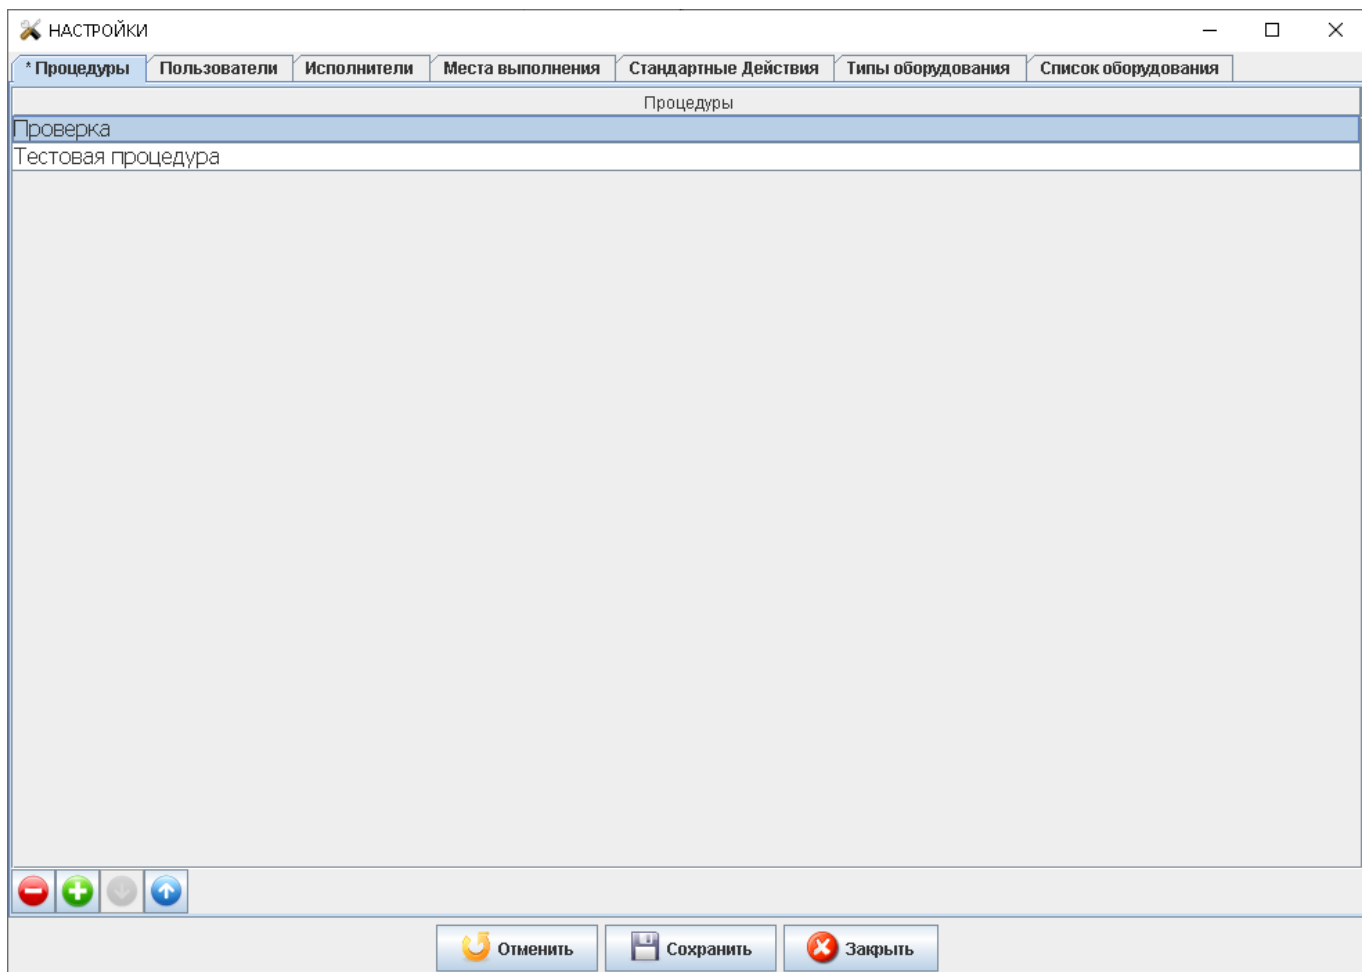 НАСТРОЙКИ
* Процедуры Пользователи Исполнители Места выполнения Стандартные Действия Типы оборудования Список оборудования
Процедуры
Проверка
Тестовая процедура
Отменить Сохранить Закрыть